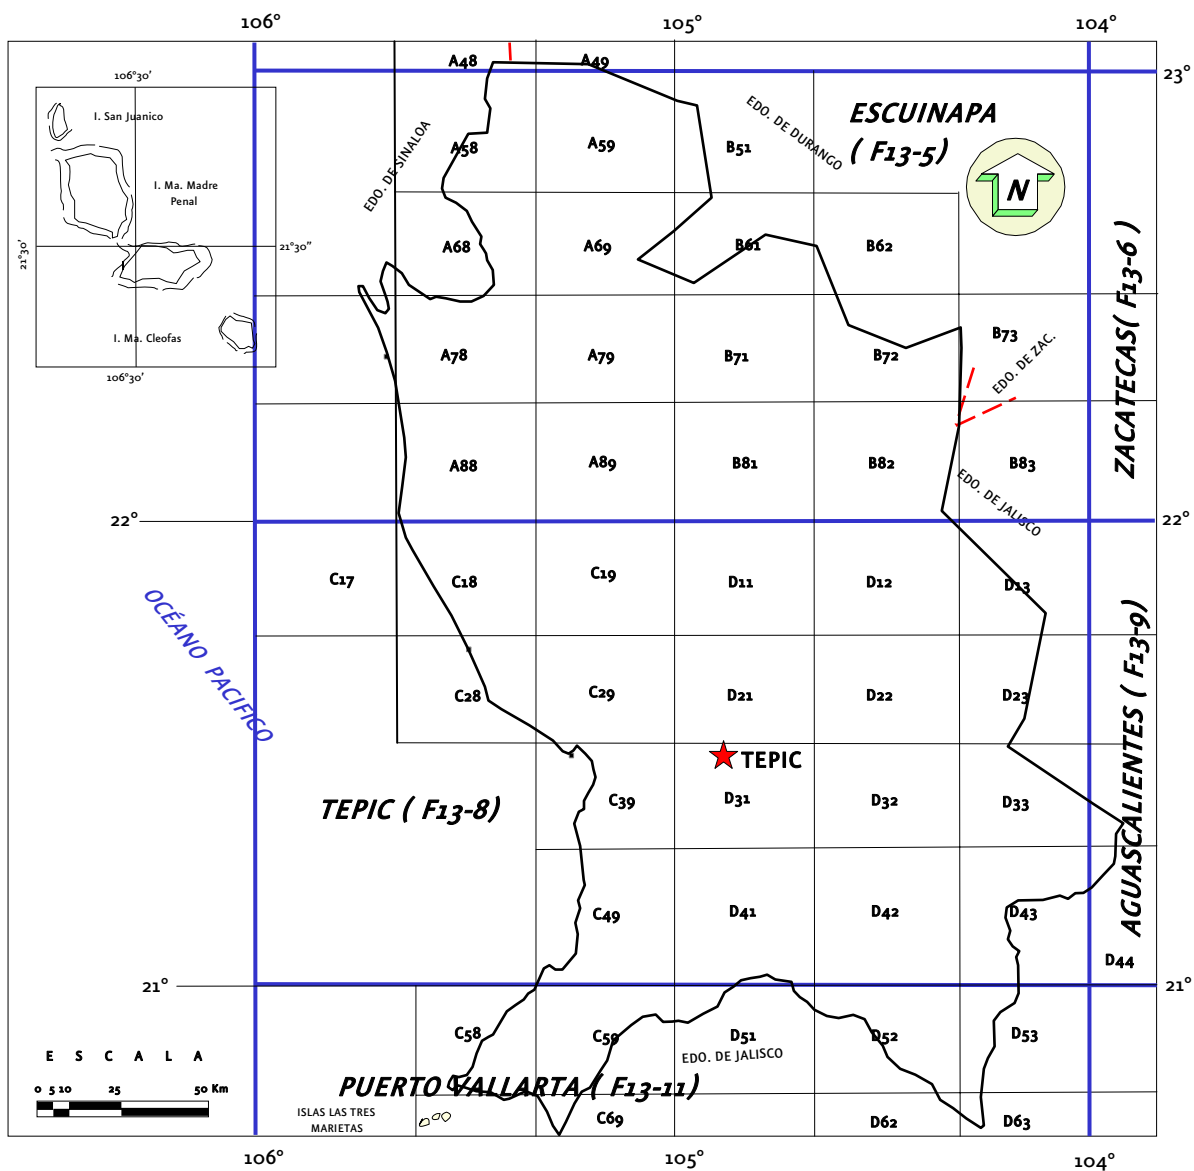 106°
105°
104°
A48
A49
23°
106°30'
I. San Juanico
EDO. DE DURANGO
ESCUINAPA
( F13-5)
EDO. DE SINALOA
A58
A59
B51
N
I. Ma. Madre
Penal
21°30'
21°30"
A68
A69
B61
B62
ZACATECAS( F13-6 )
I. Ma. Cleofas
106°30'
A78
A79
B71
B72
B73
EDO. DE ZAC.
A88
A89
B81
B82
B83
EDO. DE JALISCO
22°
22°
C17
C18
C19
D11
D12
D13
OCÉANO PACIFICO
C28
C29
D21
D22
D23
AGUASCALIENTES ( F13-9)
TEPIC
TEPIC ( F13-8)
C39
D31
D32
D33
C49
D41
D42
D43
D44
21°
21°
C58
C59
D51
D52
D53
EDO. DE JALISCO
E S C A L A
0 5 10 25 50 Km
PUERTO VALLARTA ( F13-11)
ISLAS LAS TRES
MARIETAS
C69
D62
D63
106°
105°
104°